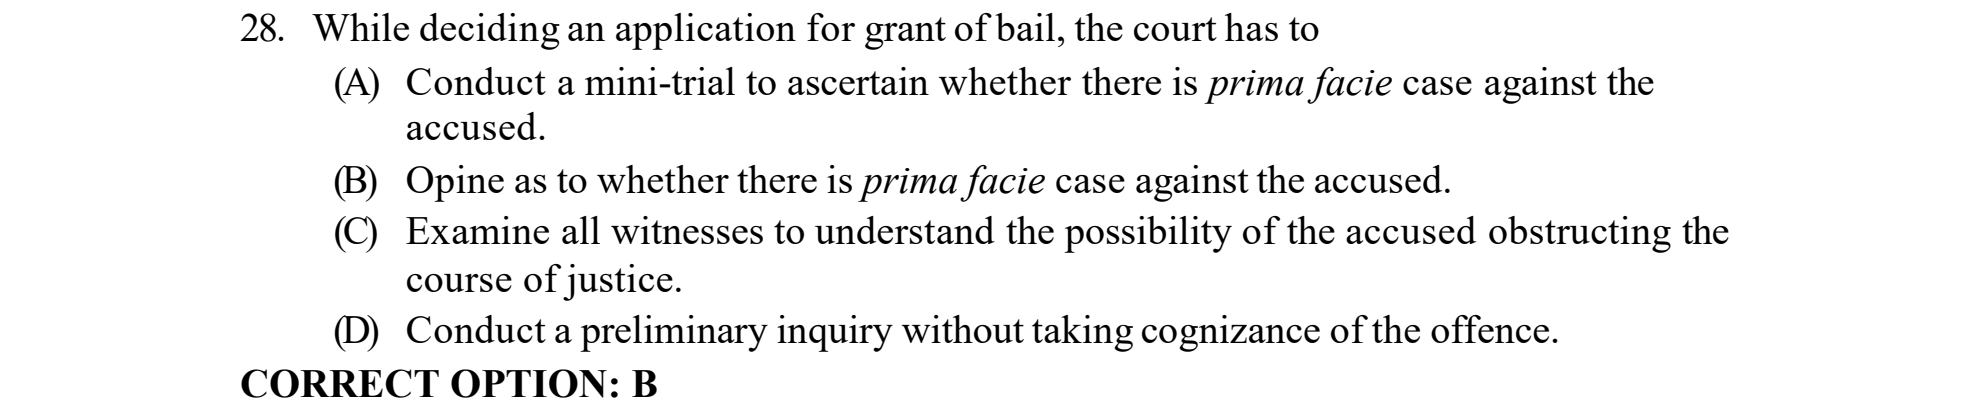 28. While deciding an application for grant of bail, the court has to
(A) Conduct a mini-trial to ascertain whether there is prima facie case against the
accused.
(B) Opine as to whether there is prima facie case against the accused.
(C) Examine all witnesses to understand the possibility of the accused obstructing the
course of justice.
(D) Conduct a preliminary inquiry without taking cognizance of the offence.
CORRECT OPTION: B